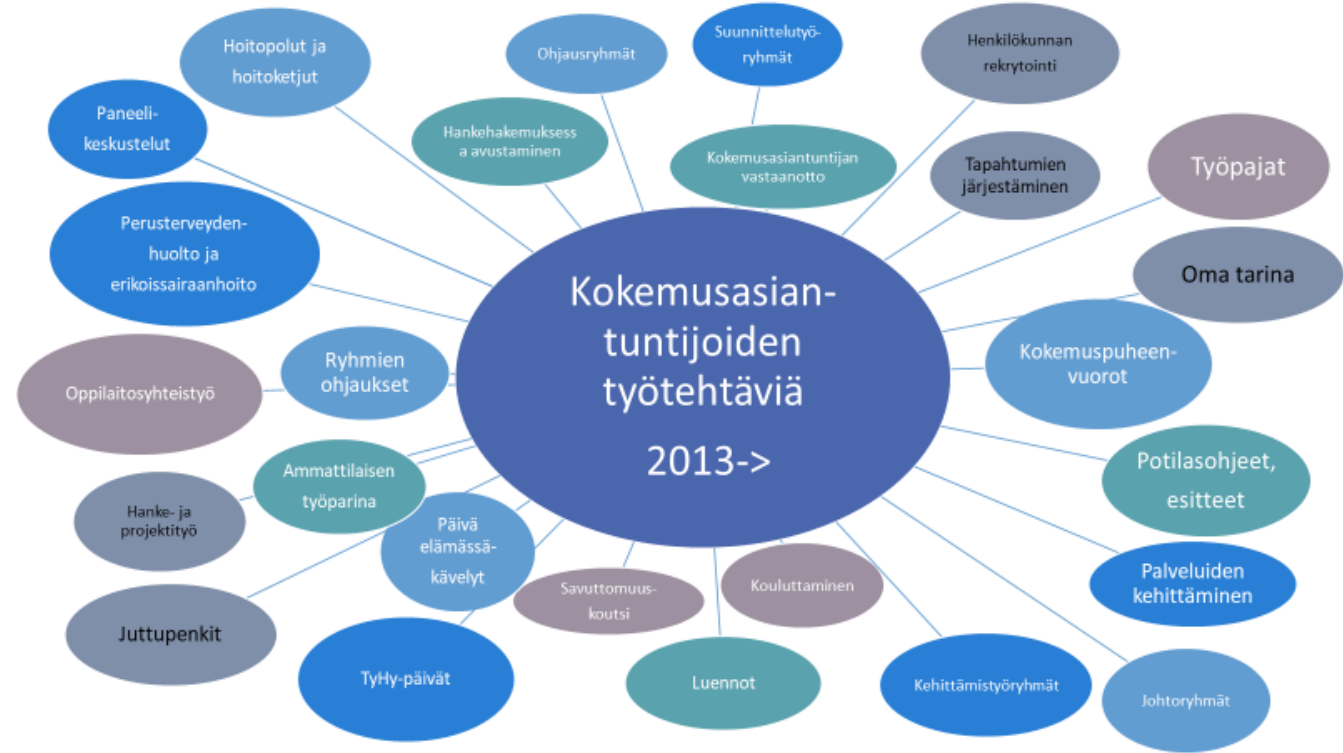 Hoitopolut ja
hoitoketjut
Ohjausryhmät
Suunnittelutyö-
ryhmät
Henkilökunnan
rekrytointi
Paneeli-
keskustelut
Hankehakemuksess
a avustaminen
Kokemusasiantuntijan
vastaanotto
Tapahtumien
järjestäminen
Työpajat
Perusterveyden-
huolto ja
erikoissairaanhoito
Oma tarina
Kokemusasian-
tuntijoiden
työtehtäviä
2013->
Ryhmien
ohjaukset
Kokemuspuheen-
vuorot
Oppilaitosyhteistyö
Ammattilaisen
työparina
Potilasohjeet,
esitteet
Hanke- ja
projektityö
Päivä
elämässä-
kävelyt
Savuttomuus-
koutsi
Kouluttaminen
Palveluiden
kehittäminen
Juttupenkit
TyHy-päivät
Luennot
Kehittämistyöryhmät
Johtoryhmät